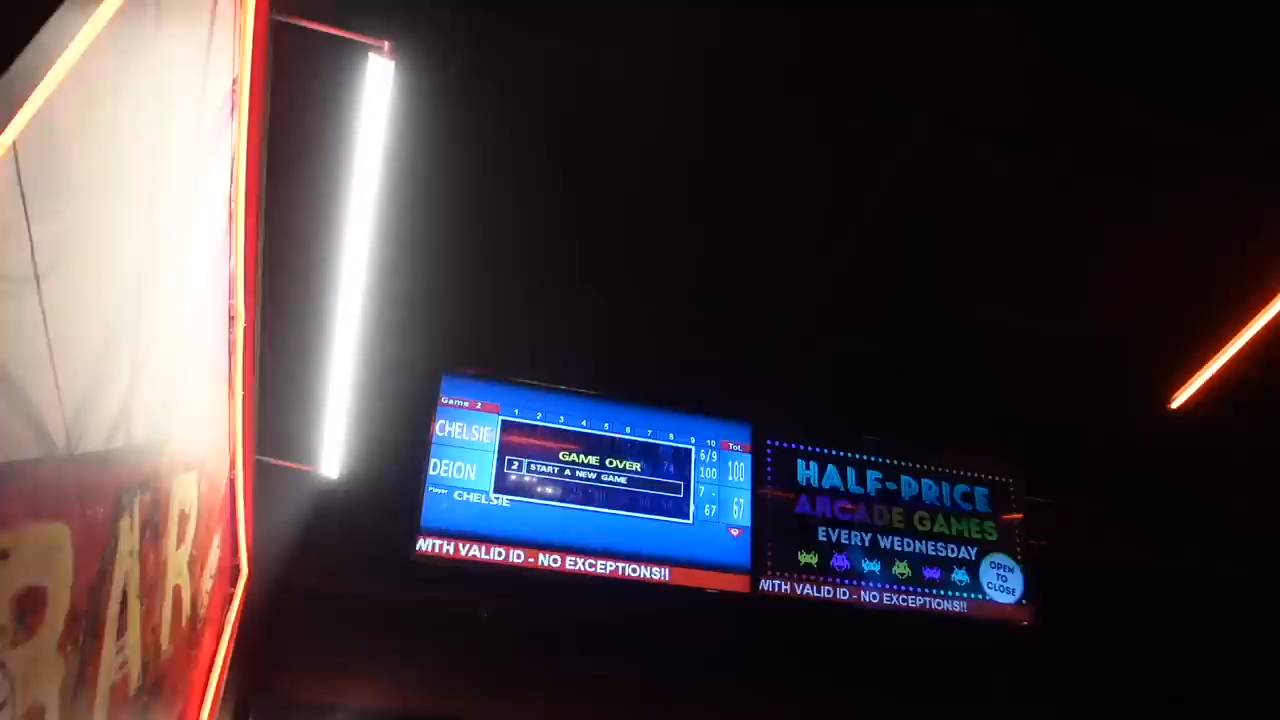 BAR
Game 2
1 2 3 4 5 6 7 8 9 10 Tot.
CHELSIE
6/9
100
100
DEION
7 -
67
67
GAME OVER
2 START A NEW GAME
Player CHELSIE
WITH VALID ID - NO EXCEPTIONS!!
HALF-PRICE
ARCADE GAMES
EVERY WEDNESDAY
OPEN
TO
CLOSE
WITH VALID ID - NO EXCEPTIONS!!